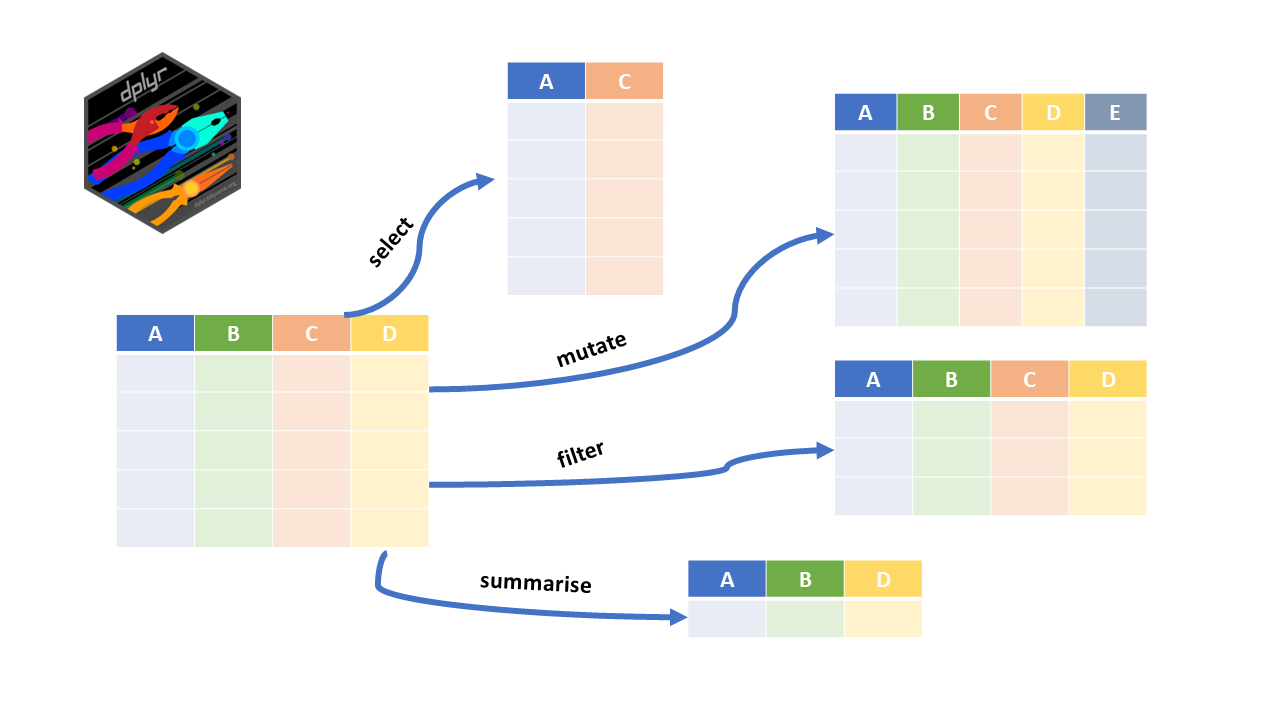 dplyr
A C
A B C D E
select
A B C D
mutate
A B C D
filter
summarise
A B D